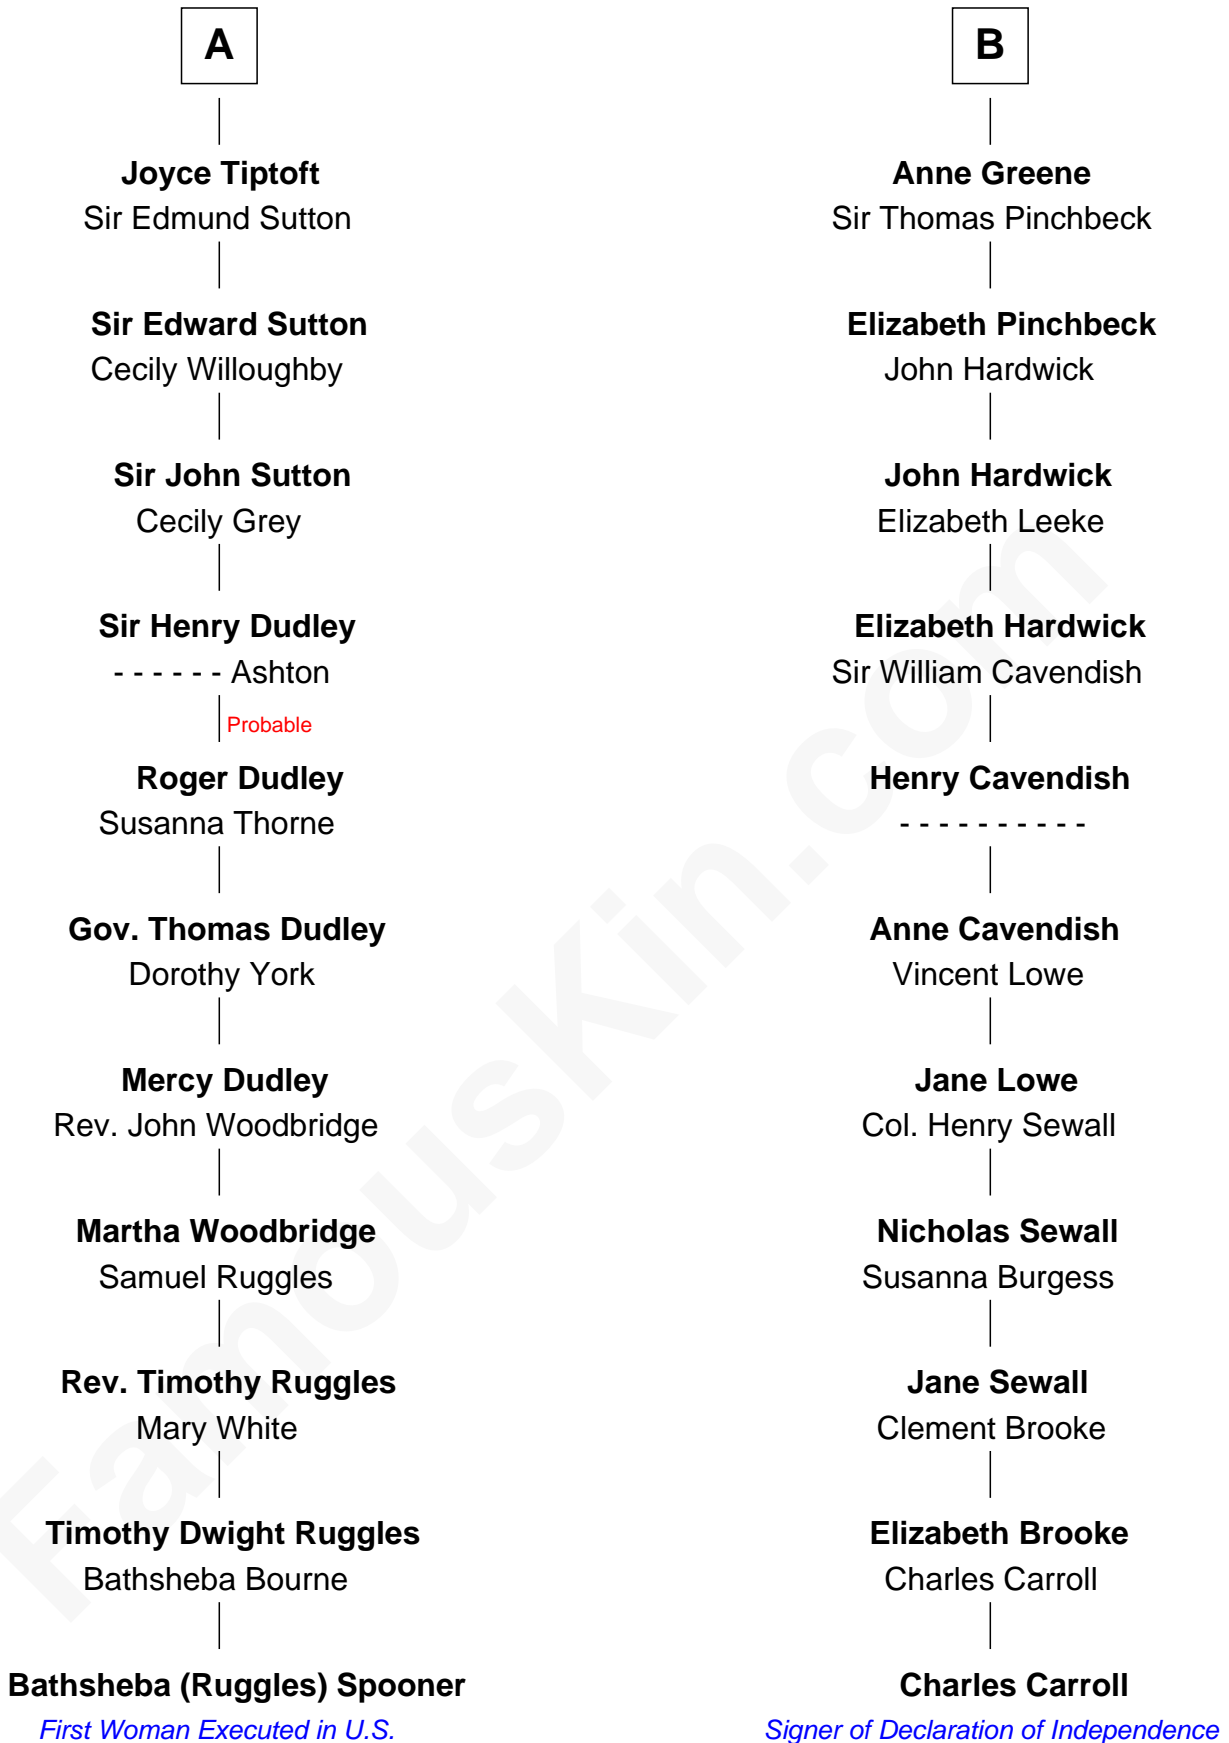 A
Joyce Tiptoft
Sir Edmund Sutton
Sir Edward Sutton
Cecily Willoughby
Sir John Sutton
Cecily Grey
Sir Henry Dudley
- - - - - - Ashton
Probable
Roger Dudley
Susanna Thorne
Gov. Thomas Dudley
Dorothy York
Mercy Dudley
Rev. John Woodbridge
Martha Woodbridge
Samuel Ruggles
Rev. Timothy Ruggles
Mary White
Timothy Dwight Ruggles
Bathsheba Bourne
Bathsheba (Ruggles) Spooner
First Woman Executed in U.S.
B
Anne Greene
Sir Thomas Pinchbeck
Elizabeth Pinchbeck
John Hardwick
John Hardwick
Elizabeth Leeke
Elizabeth Hardwick
Sir William Cavendish
Henry Cavendish
- - - - - - - - - -
Anne Cavendish
Vincent Lowe
Jane Lowe
Col. Henry Sewall
Nicholas Sewall
Susanna Burgess
Jane Sewall
Clement Brooke
Elizabeth Brooke
Charles Carroll
Charles Carroll
Signer of Declaration of Independence
FamousKin.com